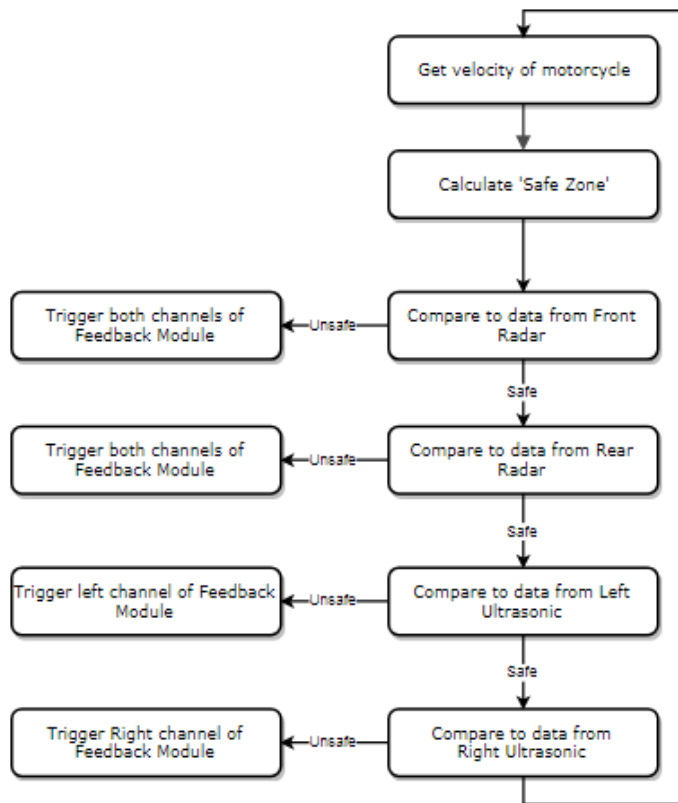 Get velocity of motorcycle
Calculate 'Safe Zone'
Trigger both channels of
Feedback Module
Unsafe
Compare to data from Front
Radar
Safe
Trigger both channels of
Feedback Module
Unsafe
Compare to data from Rear
Radar
Safe
Trigger left channel of Feedback
Module
Unsafe
Compare to data from Left
Ultrasonic
Safe
Trigger Right channel of
Feedback Module
Unsafe
Compare to data from
Right Ultrasonic